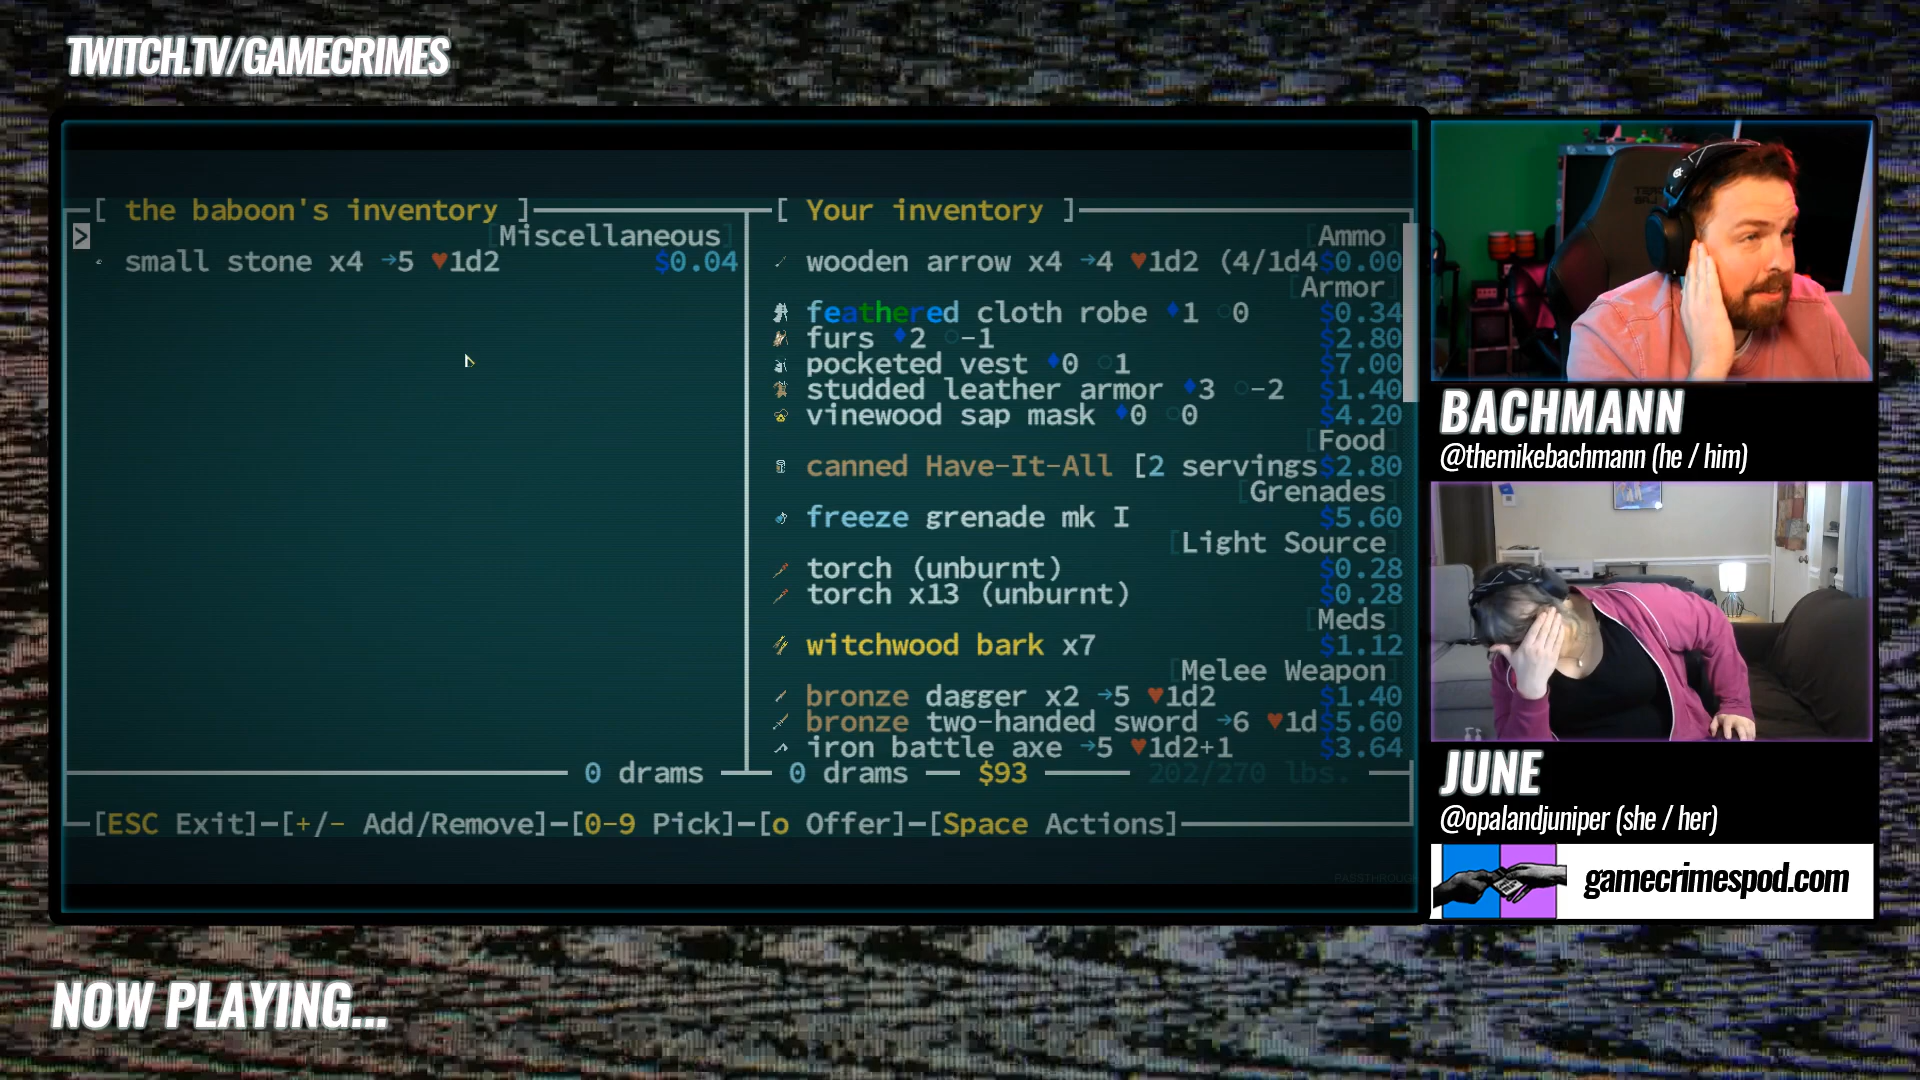 TWITCH.TV/GAMECRIMES
[ the baboon's inventory ]
[Miscellaneous]
>
small stone x4 →5 ♥1d2 $0.04
0 drams
[ Your inventory ]
[Ammo]
wooden arrow x4 →4 ♥1d2 (4/1d4 $0.00
[Armor]
feathered cloth robe ♦1 ○0 $0.34
furs ♦2 ○-1 $2.80
pocketed vest ♦0 ○1 $7.00
studded leather armor ♦3 ○-2 $1.40
vinewood sap mask ♦0 ○0 $4.20
[Food]
canned Have-It-All [2 servings $2.80
[Grenades]
freeze grenade mk I $5.60
[Light Source]
torch (unburnt) $0.28
torch x13 (unburnt) $0.28
[Meds]
witchwood bark x7 $1.12
[Melee Weapon]
bronze dagger x2 →5 ♥1d2 $1.40
bronze two-handed sword →6 ♥1d $5.60
iron battle axe →5 ♥1d2+1 $3.64
0 drams $93 202/270 lbs.
[ESC Exit]-[+/- Add/Remove]-[0-9 Pick]-[o Offer]-[Space Actions]
BACHMANN
@themikebachmann (he / him)
JUNE
@opalandjuniper (she / her)
gamecrimespod.com
NOW PLAYING...